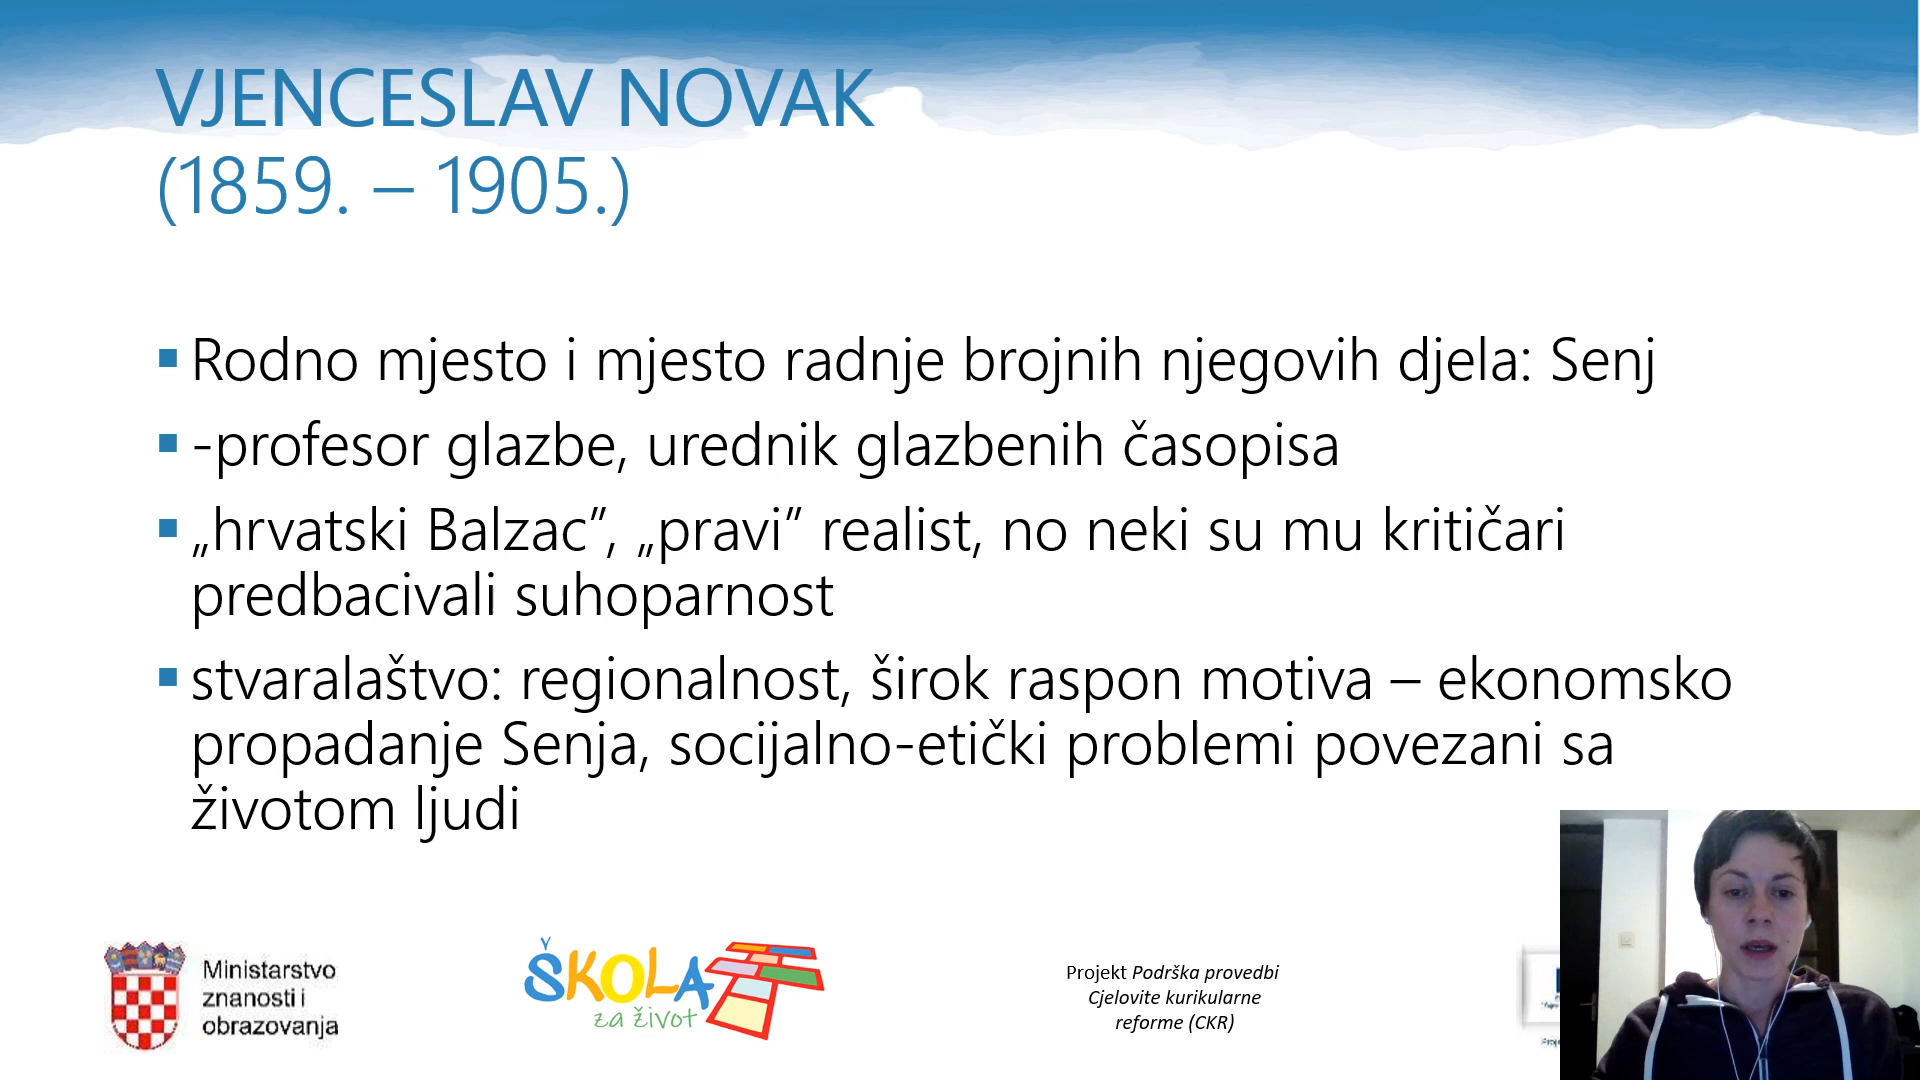 VJENCESLAV NOVAK
(1859. – 1905.)
Rodno mjesto i mjesto radnje brojnih njegovih djela: Senj
-profesor glazbe, urednik glazbenih časopisa
„hrvatski Balzac”, „pravi” realist, no neki su mu kritičari
predbacivali suhoparnost
stvaralaštvo: regionalnost, širok raspon motiva – ekonomsko
propadanje Senja, socijalno-etički problemi povezani sa
životom ljudi
Ministarstvo
znanosti i
obrazovanja
ŠKOLA
za život
Projekt Podrška provedbi
Cjelovite kurikularne
reforme (CKR)